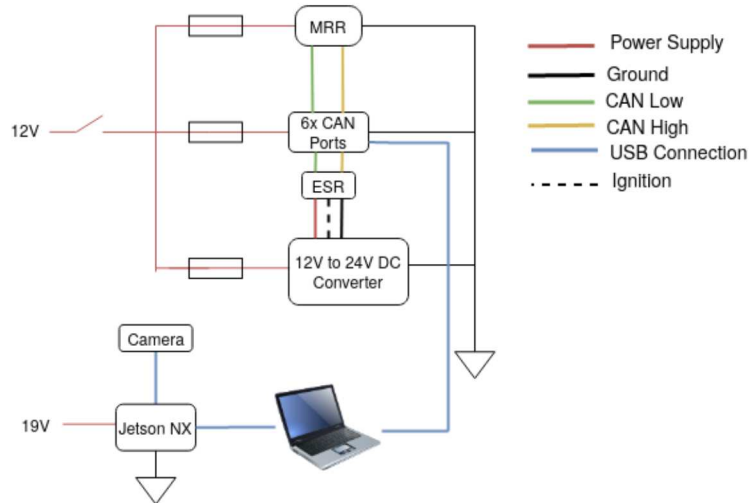 MRR
Power Supply
Ground
CAN Low
CAN High
USB Connection
Ignition
12V
6x CAN
Ports
ESR
12V to 24V DC
Converter
Camera
19V
Jetson NX